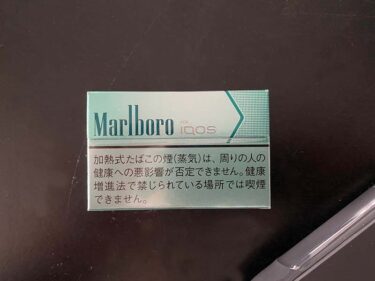 Marlboro FOR IQOS
加熱式たばこの煙(蒸気)は、周りの人の
健康への悪影響が否定できません。健康
増進法で禁じられている場所では喫煙
できません。